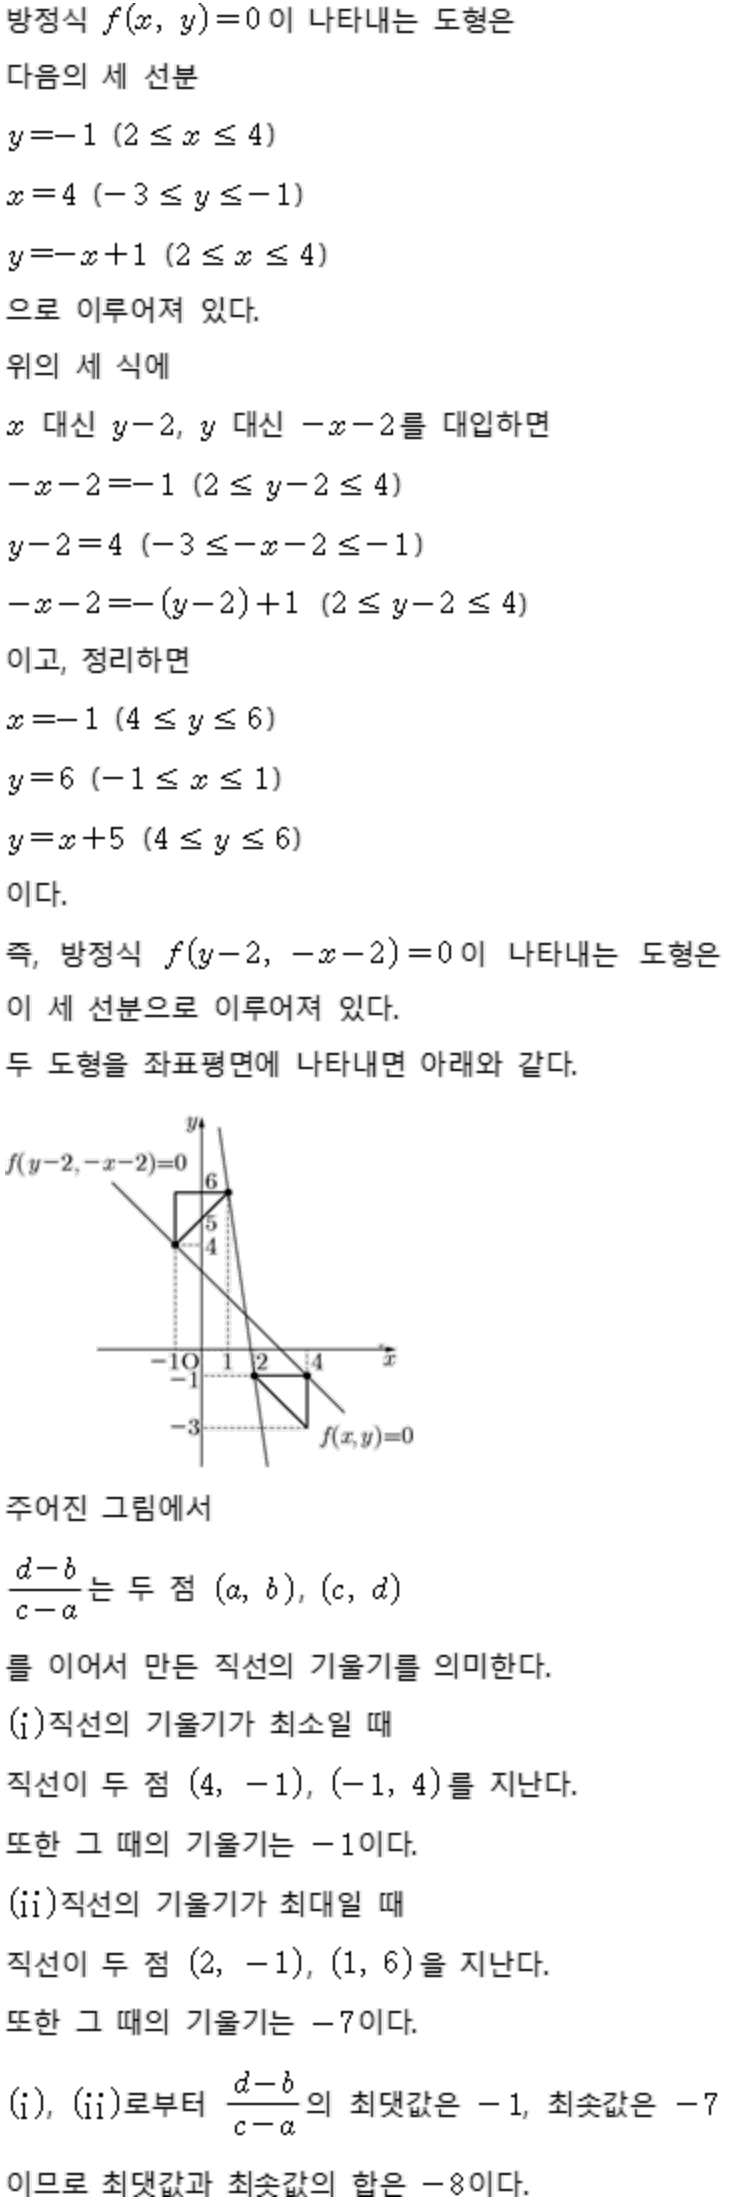 방정식 f(x, y)=0이 나타내는 도형은
다음의 세 선분
y=-1 (2 ≤ x ≤ 4)
x=4 (-3 ≤ y ≤ -1)
y=-x+1 (2 ≤ x ≤ 4)
으로 이루어져 있다.
위의 세 식에
x 대신 y-2, y 대신 -x-2를 대입하면
-x-2=-1 (2 ≤ y-2 ≤ 4)
y-2=4 (-3 ≤ -x-2 ≤ -1)
-x-2=-(y-2)+1 (2 ≤ y-2 ≤ 4)
이고, 정리하면
x=-1 (4 ≤ y ≤ 6)
y=6 (-1 ≤ x ≤ 1)
y=x+5 (4 ≤ y ≤ 6)
이다.
즉, 방정식 f(y-2, -x-2)=0이 나타내는 도형은
이 세 선분으로 이루어져 있다.
두 도형을 좌표평면에 나타내면 아래와 같다.
y
f(y-2,-x-2)=0
6
5
4
-1 O 1 2 4 x
-1
-3
f(x,y)=0
주어진 그림에서
\frac{d-b}{c-a}는 두 점 (a, b), (c, d)
를 이어서 만든 직선의 기울기를 의미한다.
(i)직선의 기울기가 최소일 때
직선이 두 점 (4, -1), (-1, 4)를 지난다.
또한 그 때의 기울기는 -1이다.
(ii)직선의 기울기가 최대일 때
직선이 두 점 (2, -1), (1, 6)을 지난다.
또한 그 때의 기울기는 -7이다.
(i), (ii)로부터 \frac{d-b}{c-a}의 최댓값은 -1, 최솟값은 -7
이므로 최댓값과 최솟값의 합은 -8이다.